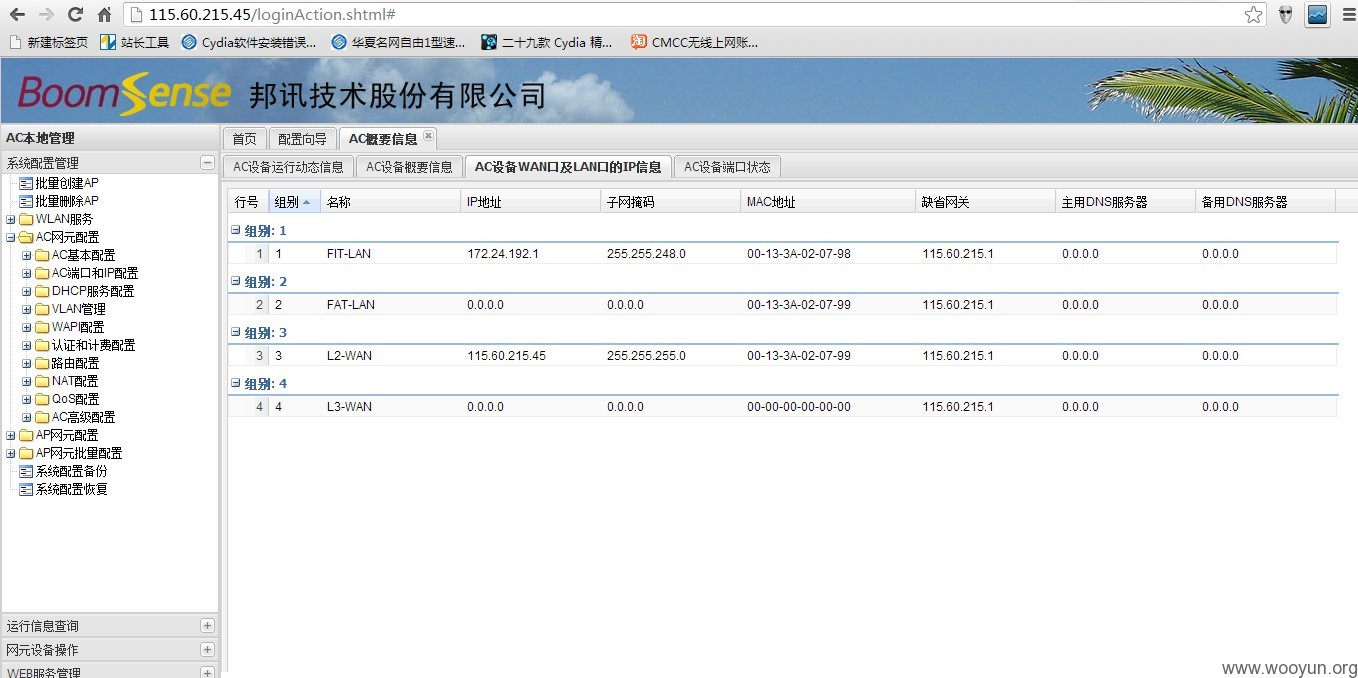 115.60.215.45/loginAction.shtml#
新建标签页 站长工具 Cydia软件安装错误... 华夏名网自由1型速... 二十九款 Cydia 精... CMCC无线上网账...
BoomSense 邦讯技术股份有限公司
AC本地管理
系统配置管理
批量创建AP
批量删除AP
WLAN服务
AC网元配置
AC基本配置
AC端口和IP配置
DHCP服务配置
VLAN管理
WAPI配置
认证和计费配置
路由配置
NAT配置
QoS配置
AC高级配置
AP网元配置
AP网元批量配置
系统配置备份
系统配置恢复
运行信息查询
网元设备操作
WEB服务管理
首页 配置向导 AC概要信息
AC设备运行动态信息 AC设备概要信息 AC设备WAN口及LAN口的IP信息 AC设备端口状态
行号 组别 名称 IP地址 子网掩码 MAC地址 缺省网关 主用DNS服务器 备用DNS服务器
组别: 1
1 1 FIT-LAN 172.24.192.1 255.255.248.0 00-13-3A-02-07-98 115.60.215.1 0.0.0.0 0.0.0.0
组别: 2
2 2 FAT-LAN 0.0.0.0 0.0.0.0 00-13-3A-02-07-99 115.60.215.1 0.0.0.0 0.0.0.0
组别: 3
3 3 L2-WAN 115.60.215.45 255.255.255.0 00-13-3A-02-07-99 115.60.215.1 0.0.0.0 0.0.0.0
组别: 4
4 4 L3-WAN 0.0.0.0 0.0.0.0 00-00-00-00-00-00 115.60.215.1 0.0.0.0 0.0.0.0
www.wooyun.org